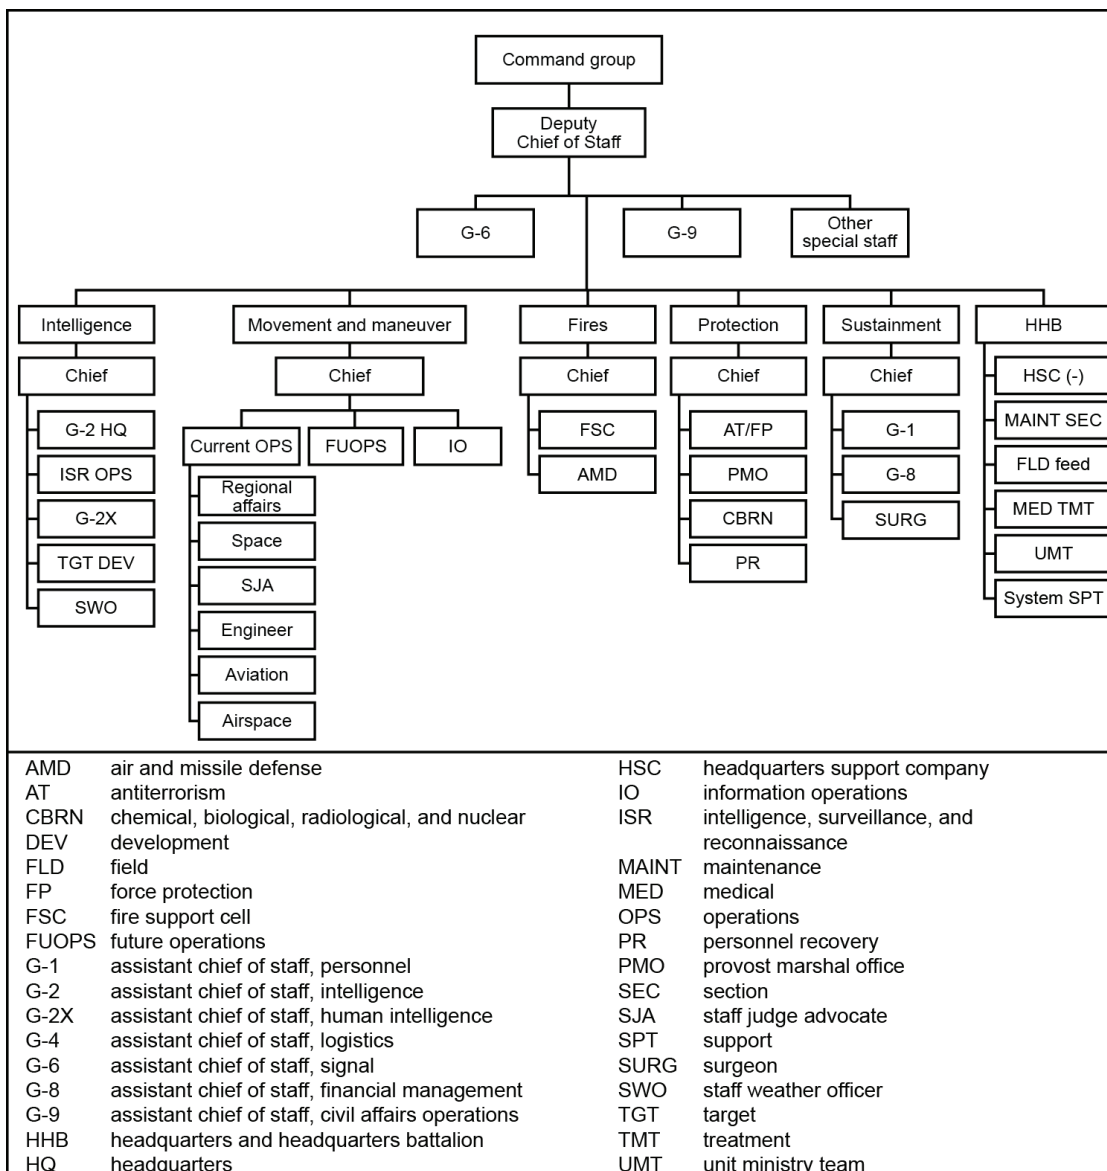 Command group
Deputy
Chief of Staff
G-6
G-9
Other
special staff
Intelligence
Movement and maneuver
Fires
Protection
Sustainment
HHB
Chief
Chief
Chief
Chief
Chief
HSC (-)
G-2 HQ
ISR OPS
G-2X
TGT DEV
SWO
Current OPS
FUOPS
IO
Regional
affairs
Space
SJA
Engineer
Aviation
Airspace
FSC
AMD
AT/FP
PMO
CBRN
PR
G-1
G-8
SURG
MAINT SEC
FLD feed
MED TMT
UMT
System SPT
AMD air and missile defense
AT antiterrorism
CBRN chemical, biological, radiological, and nuclear
DEV development
FLD field
FP force protection
FSC fire support cell
FUOPS future operations
G-1 assistant chief of staff, personnel
G-2 assistant chief of staff, intelligence
G-2X assistant chief of staff, human intelligence
G-4 assistant chief of staff, logistics
G-6 assistant chief of staff, signal
G-8 assistant chief of staff, financial management
G-9 assistant chief of staff, civil affairs operations
HHB headquarters and headquarters battalion
HQ headquarters
HSC headquarters support company
IO information operations
ISR intelligence, surveillance, and
reconnaissance
MAINT maintenance
MED medical
OPS operations
PR personnel recovery
PMO provost marshal office
SEC section
SJA staff judge advocate
SPT support
SURG surgeon
SWO staff weather officer
TGT target
TMT treatment
UMT unit ministry team